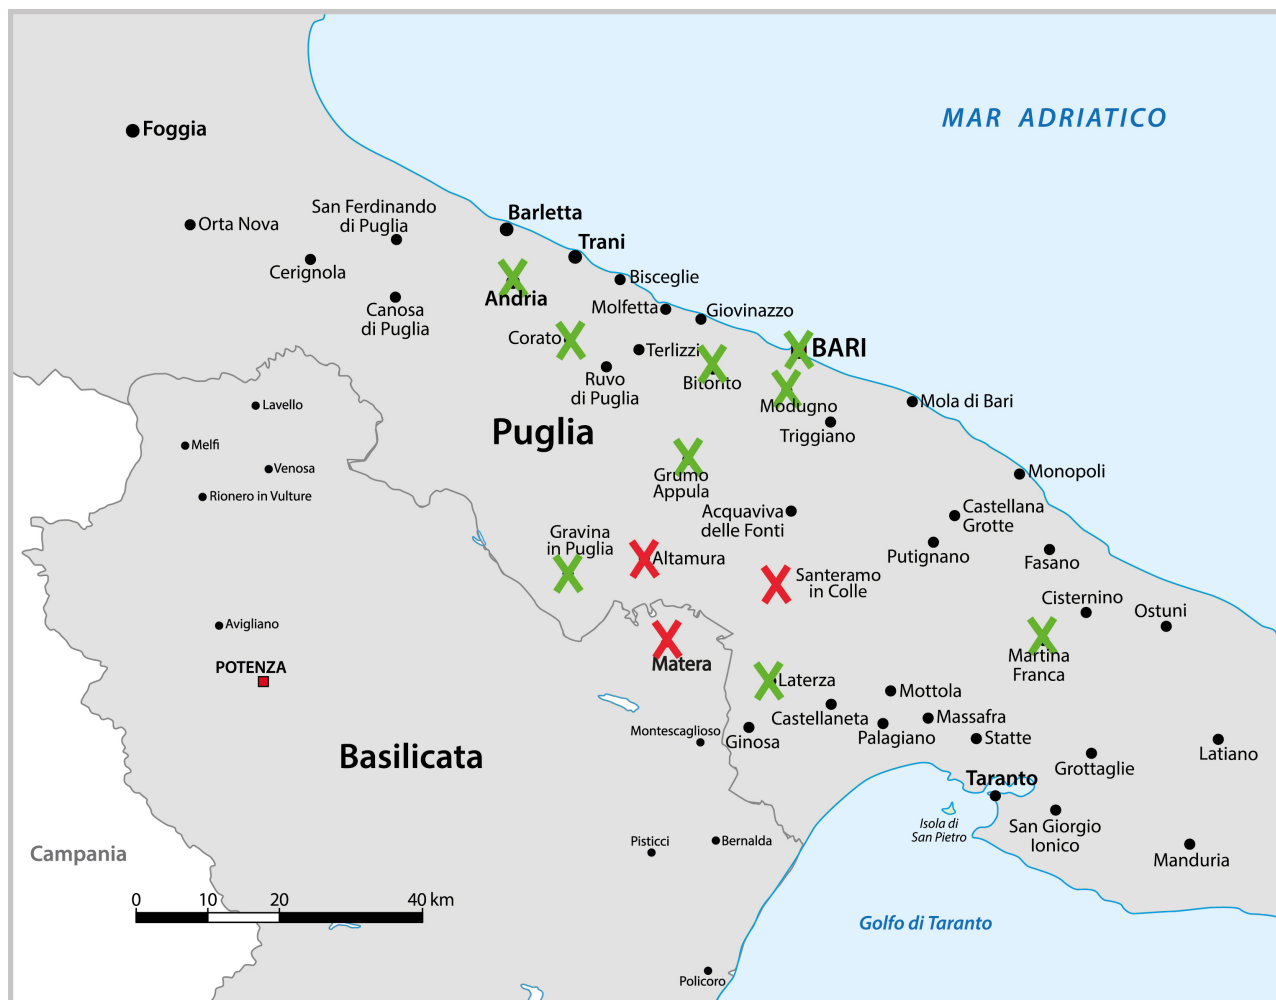 MAR ADRIATICO
Foggia
San Ferdinando
di Puglia
Barletta
Orta Nova
Trani
Cerignola
Bisceglie
Andria
Canosa
di Puglia
Molfetta
Giovinazzo
Corato
Terlizzi
BARI
Ruvo
di Puglia
Bitonto
Modugno
Mola di Bari
Lavello
Triggiano
Puglia
Melfi
Venosa
Grumo
Appula
Monopoli
Rionero in Vulture
Acquaviva
delle Fonti
Castellana
Grotte
Gravina
in Puglia
Altamura
Putignano
Fasano
Santeramo
in Colle
Cisternino
Ostuni
Avigliano
Matera
Martina
Franca
POTENZA
Laterza
Mottola
Castellaneta
Massafra
Montescaglioso
Ginosa
Palagiano
Statte
Latiano
Basilicata
Grottaglie
Taranto
Isola di
San Pietro
San Giorgio
Ionico
Campania
Pisticci
Bernalda
Manduria
0 10 20 40 km
Golfo di Taranto
Policoro